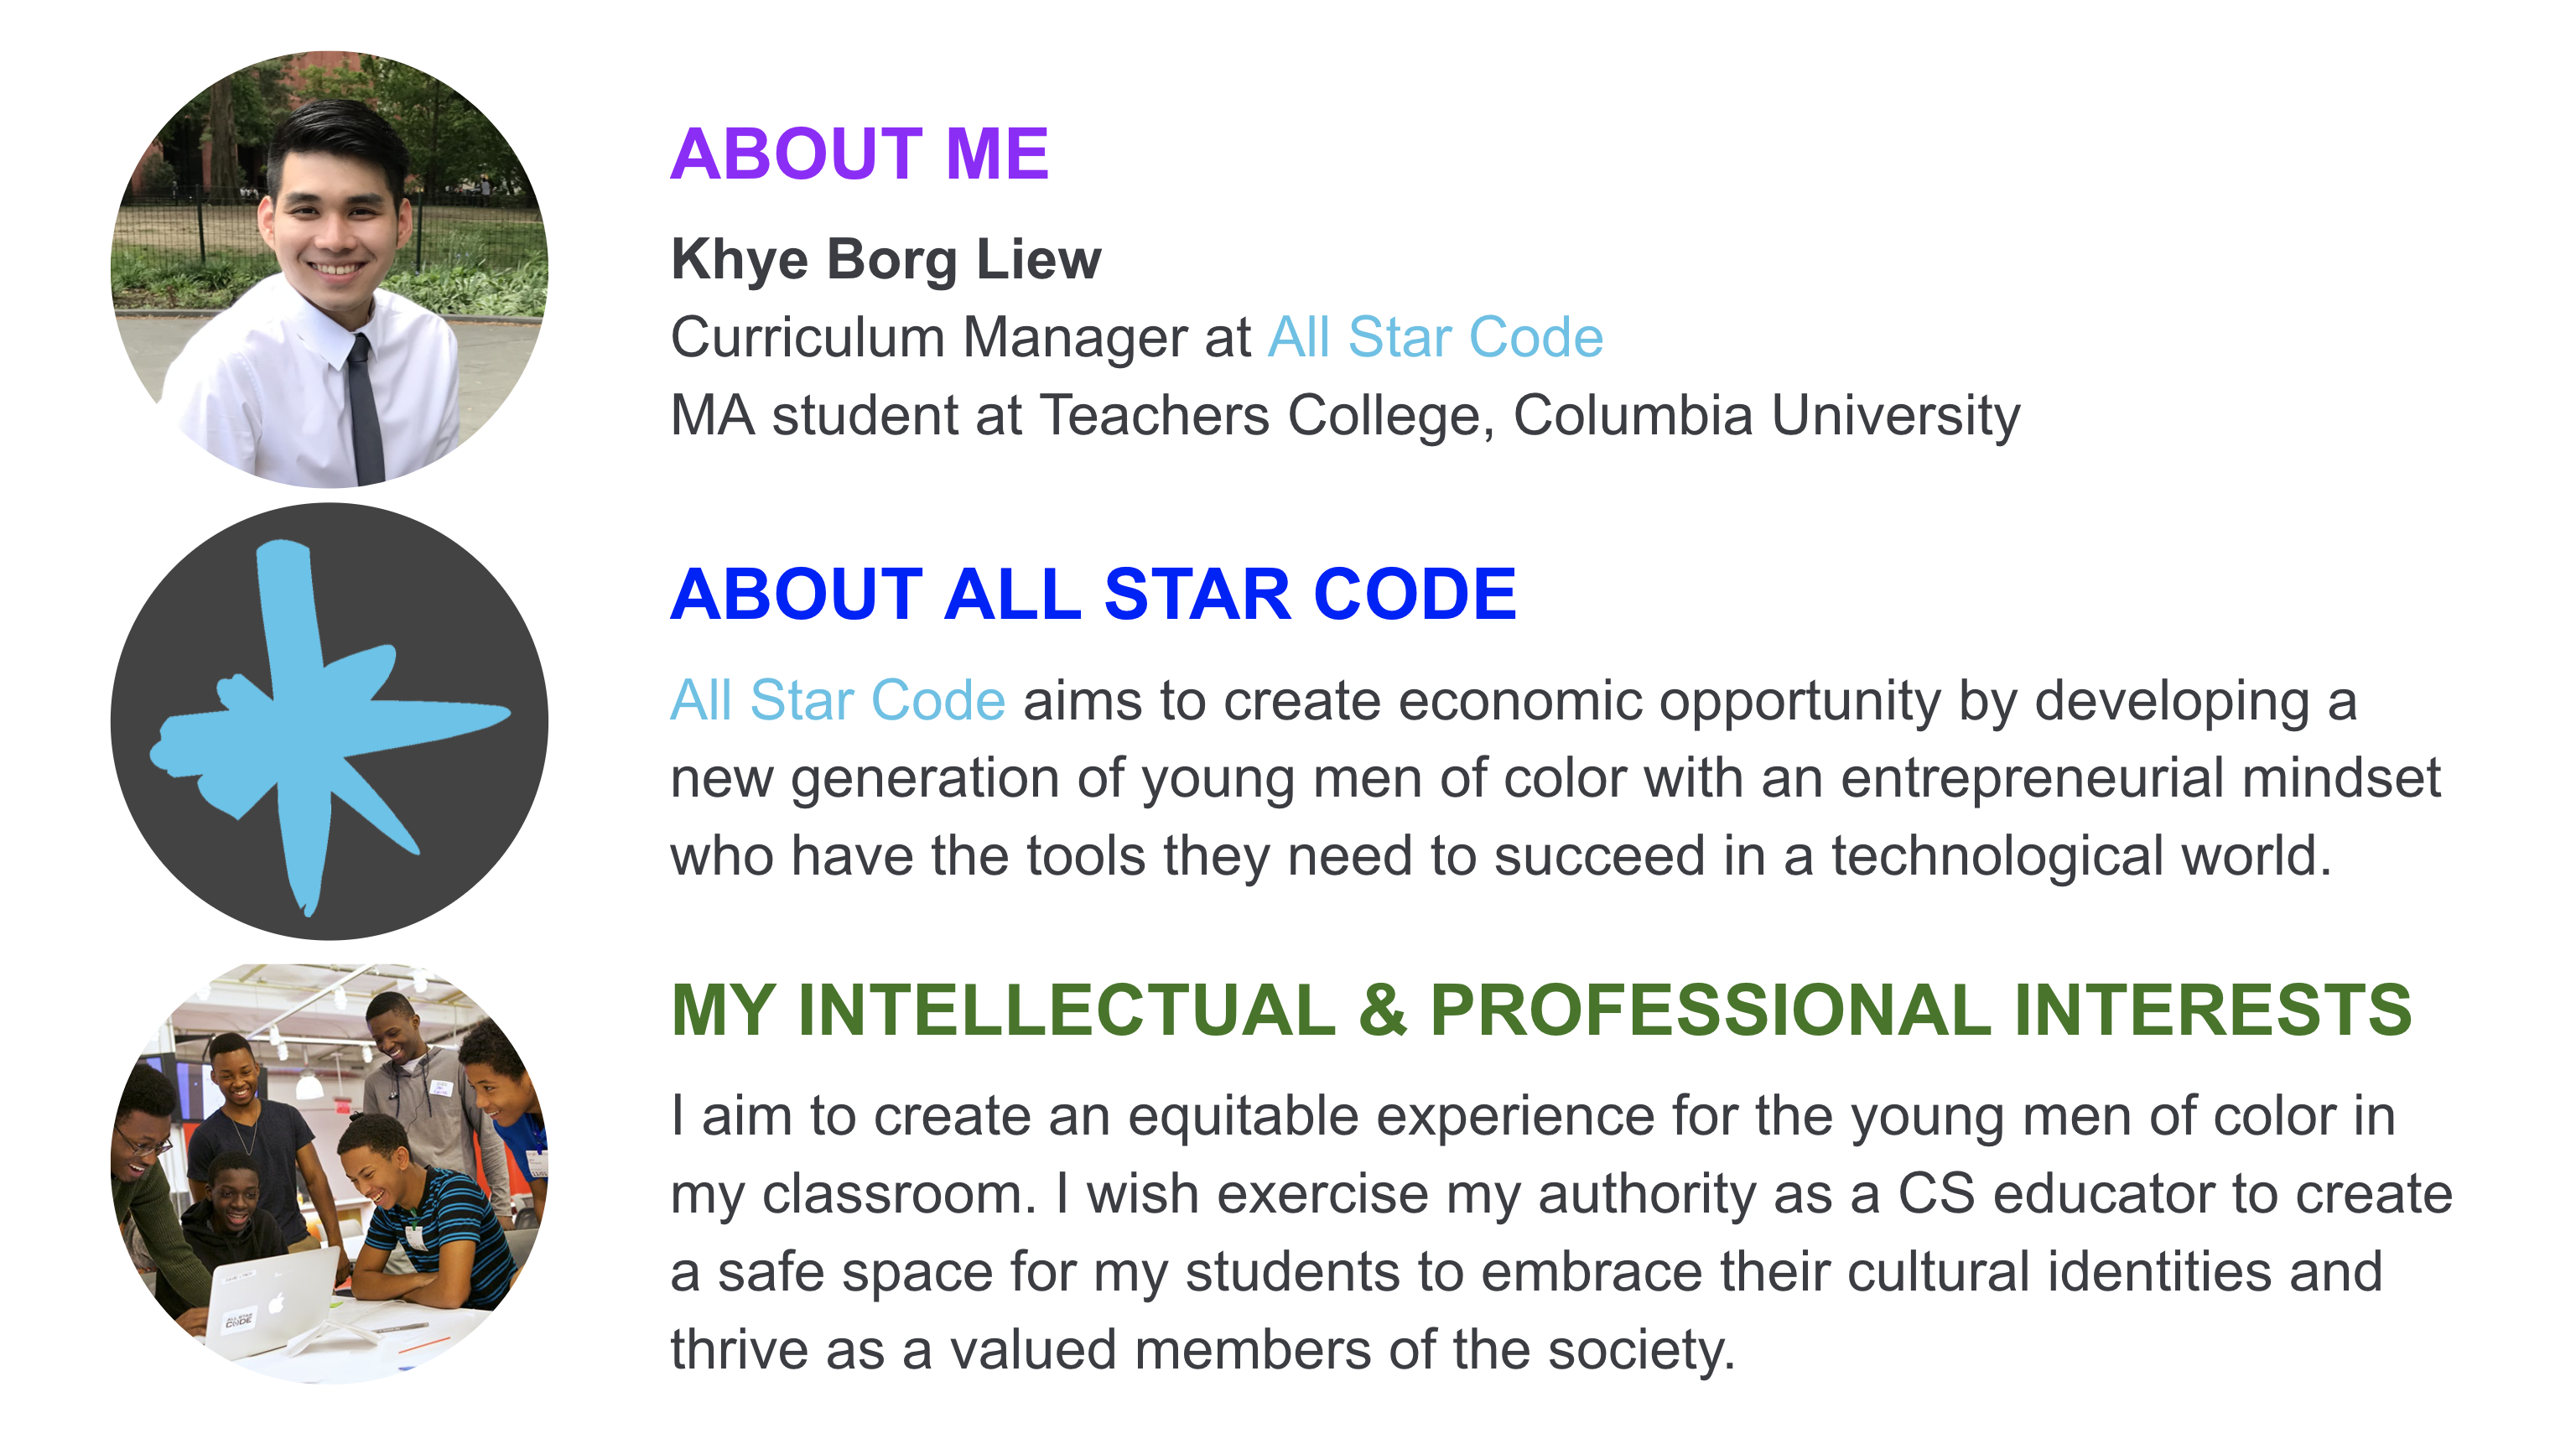 ABOUT ME
Khye Borg Liew
Curriculum Manager at All Star Code
MA student at Teachers College, Columbia University
ABOUT ALL STAR CODE
All Star Code aims to create economic opportunity by developing a
new generation of young men of color with an entrepreneurial mindset
who have the tools they need to succeed in a technological world.
MY INTELLECTUAL & PROFESSIONAL INTERESTS
I aim to create an equitable experience for the young men of color in
my classroom. I wish exercise my authority as a CS educator to create
a safe space for my students to embrace their cultural identities and
thrive as a valued members of the society.
ALL STAR
CODE